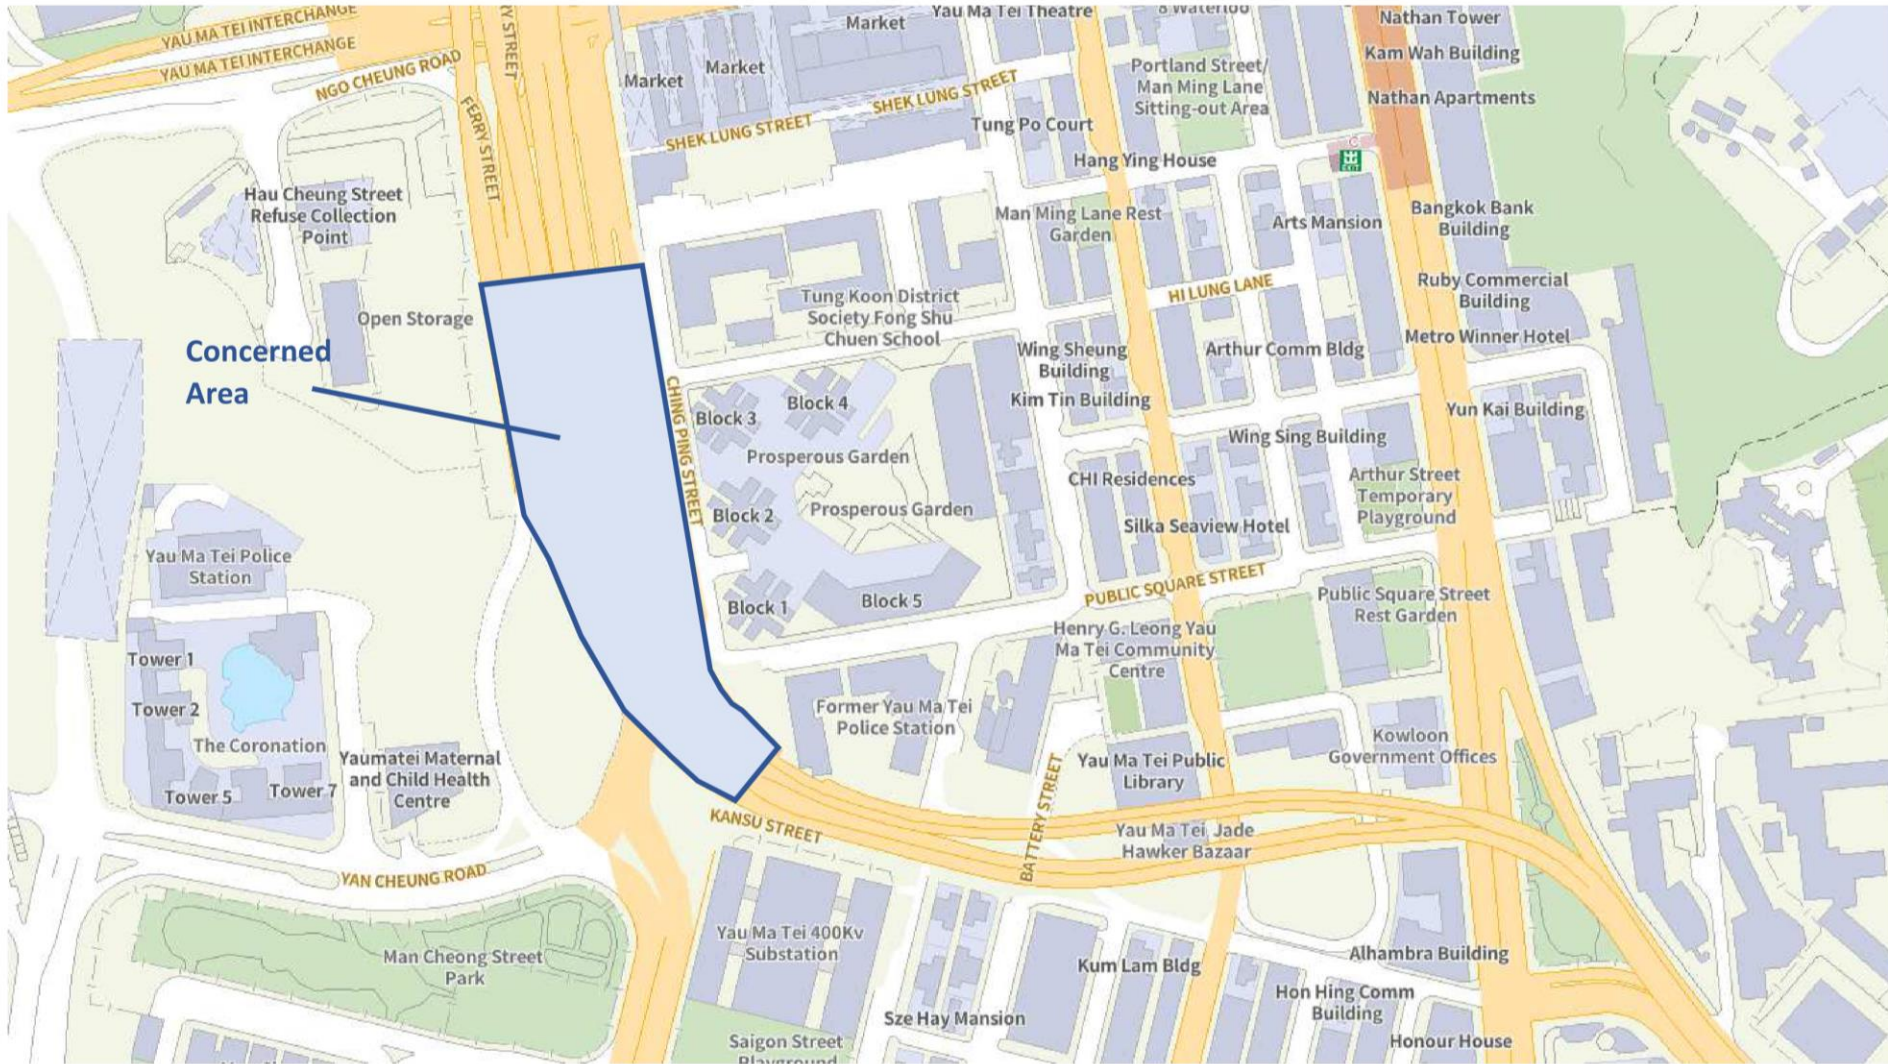 YAU MA TEI INTERCHANGE
YAU MA TEI INTERCHANGE
NGO CHEUNG ROAD
FERRY STREET
RY STREET
Market
Market
Market
Yau Ma Tei Theatre
8 Waterloo
Nathan Tower
Kam Wah Building
Nathan Apartments
Portland Street/
Man Ming Lane
Sitting-out Area
SHEK LUNG STREET
SHEK LUNG STREET
Tung Po Court
Hang Ying House
C
EXIT
Hau Cheung Street
Refuse Collection
Point
Man Ming Lane Rest
Garden
Arts Mansion
Bangkok Bank
Building
Open Storage
Tung Koon District
Society Fong Shu
Chuen School
HI LUNG LANE
Ruby Commercial
Building
Concerned
Area
Wing Sheung
Building
Arthur Comm Bldg
Metro Winner Hotel
CHING PING STREET
Block 3
Block 4
Kim Tin Building
Yun Kai Building
Prosperous Garden
Wing Sing Building
CHI Residences
Arthur Street
Temporary
Playground
Block 2
Prosperous Garden
Silka Seaview Hotel
Yau Ma Tei Police
Station
Block 1
Block 5
PUBLIC SQUARE STREET
Public Square Street
Rest Garden
Henry G. Leong Yau
Ma Tei Community
Centre
Tower 1
Tower 2
The Coronation
Tower 5
Tower 7
Yaumatei Maternal
and Child Health
Centre
Former Yau Ma Tei
Police Station
Kowloon
Government Offices
Yau Ma Tei Public
Library
BATTERY STREET
KANSU STREET
Yau Ma Tei Jade
Hawker Bazaar
YAN CHEUNG ROAD
Man Cheong Street
Park
Yau Ma Tei 400Kv
Substation
Kum Lam Bldg
Alhambra Building
Hon Hing Comm
Building
Sze Hay Mansion
Saigon Street
Playground
Honour House